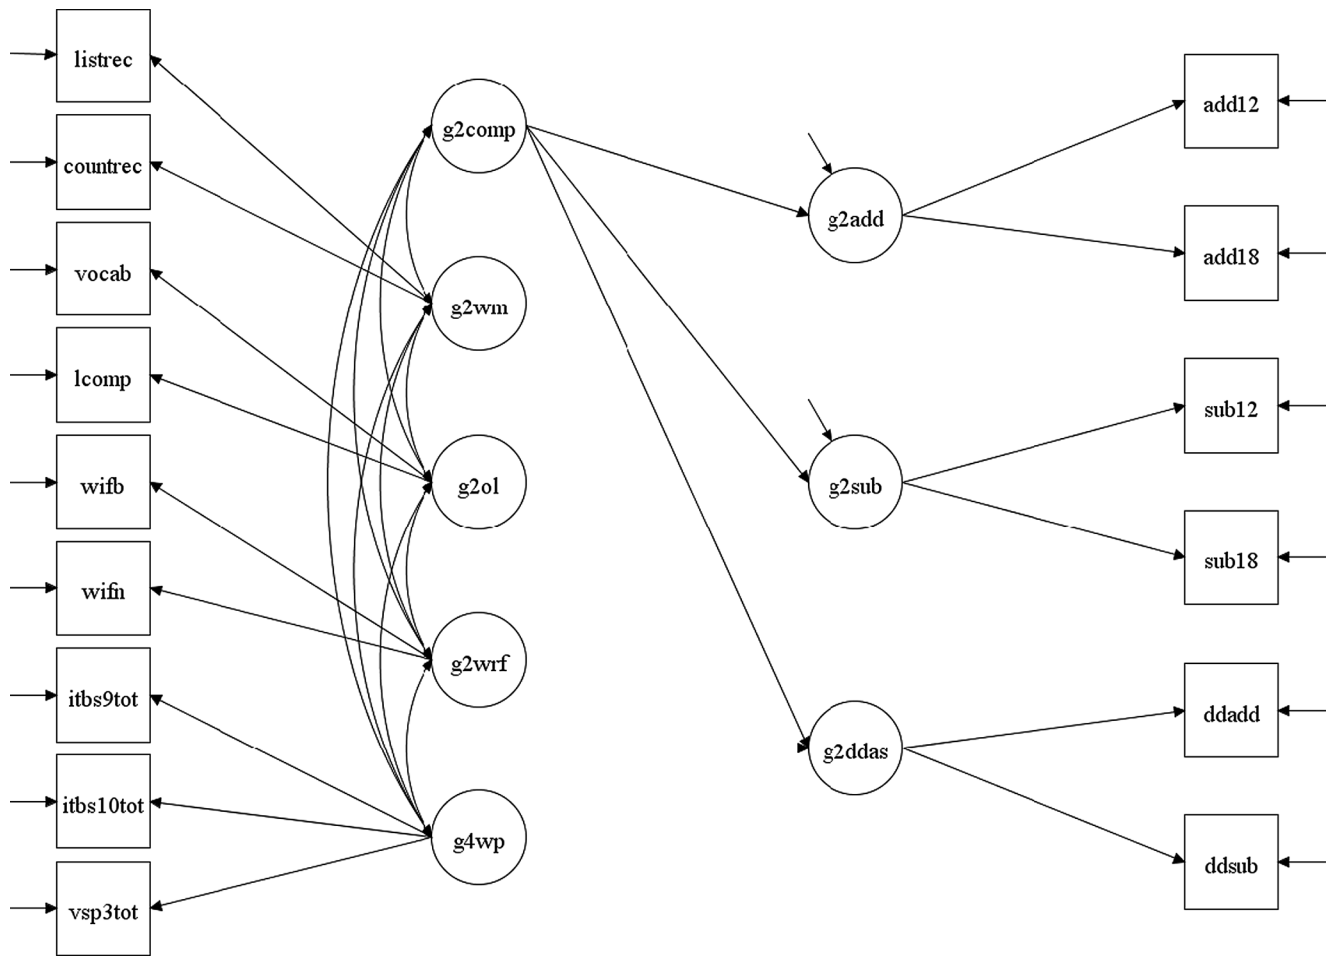 listrec
countrec
vocab
lcomp
wifb
wifn
itbs9tot
itbs10tot
vsp3tot
g2comp
g2wm
g2ol
g2wrf
g4wp
g2add
g2sub
g2ddas
add12
add18
sub12
sub18
ddadd
ddsub